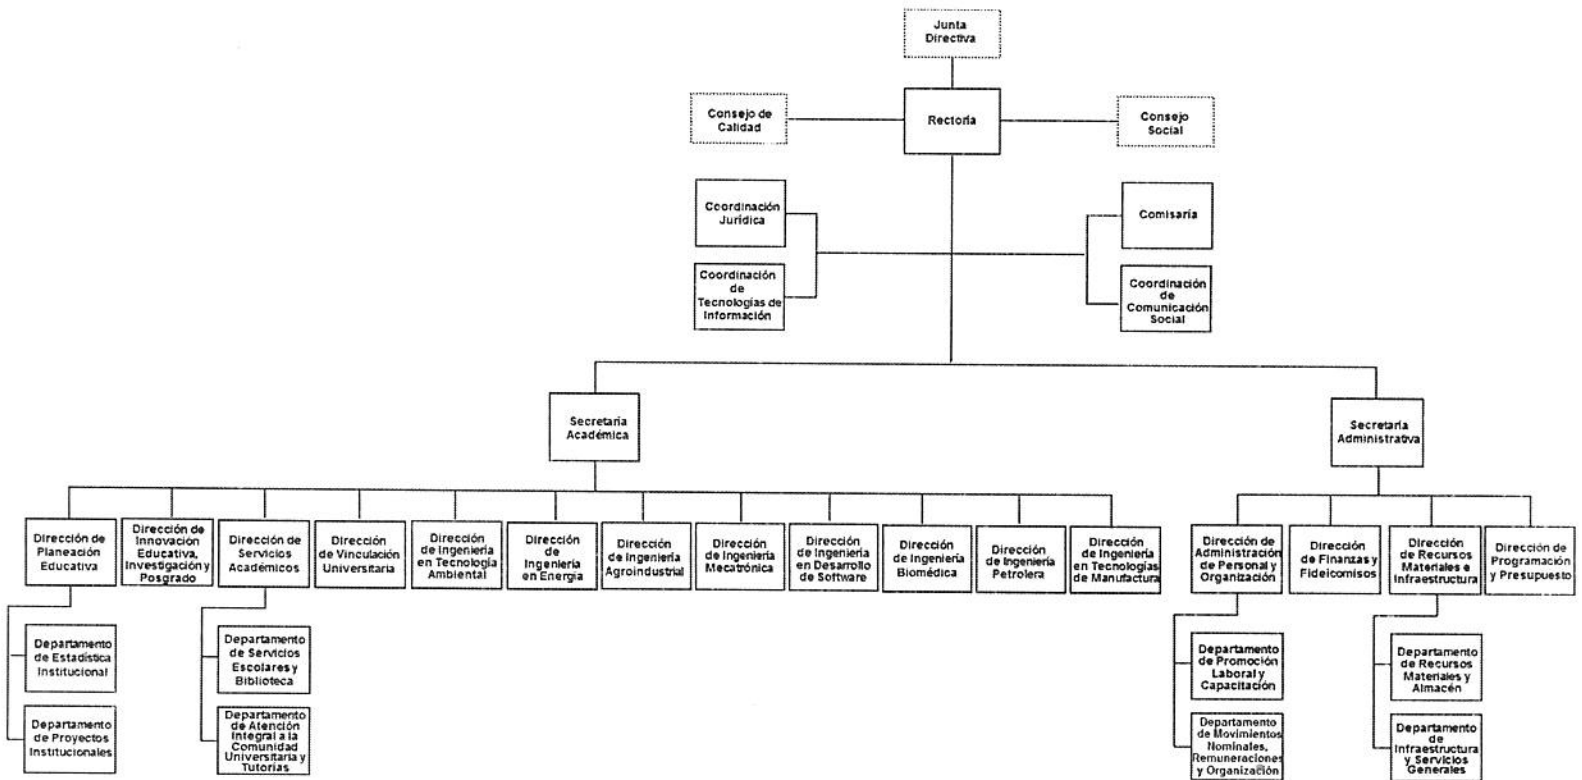 Junta
Directiva
Consejo de
Calidad
Rectoría
Consejo
Social
Coordinación
Jurídica
Comisaría
Coordinación
de
Tecnologías de
Información
Coordinación
de
Comunicación
Social
Secretaría
Académica
Secretaría
Administrativa
Dirección de
Planeación
Educativa
Dirección de
Innovación
Educativa,
Investigación y
Posgrado
Dirección de
Servicios
Académicos
Dirección
de Vinculación
Universitaria
Dirección
de Ingeniería
en Tecnología
Ambiental
Dirección
de
Ingeniería
en Energía
Dirección
de Ingeniería
Agroindustrial
Dirección
de Ingeniería
Mecatrónica
Dirección
de Ingeniería
en Desarrollo
de Software
Dirección
de Ingeniería
Biomédica
Dirección
de Ingeniería
Petrolera
Dirección
de Ingeniería
en Tecnologías
de Manufactura
Dirección de
Administración
de Personal y
Organización
Dirección
de Finanzas y
Fideicomisos
Dirección
de Recursos
Materiales e
Infraestructura
Dirección de
Programación
y Presupuesto
Departamento
de Estadística
Institucional
Departamento
de Servicios
Escolares y
Biblioteca
Departamento
de Promoción
Laboral y
Capacitación
Departamento
de Recursos
Materiales y
Almacén
Departamento
de Proyectos
Institucionales
Departamento
de Atención
Integral a la
Comunidad
Universitaria y
Tutorías
Departamento
de Movimientos
Nominales,
Remuneraciones
y Organización
Departamento
de
Infraestructura
y Servicios
Generales